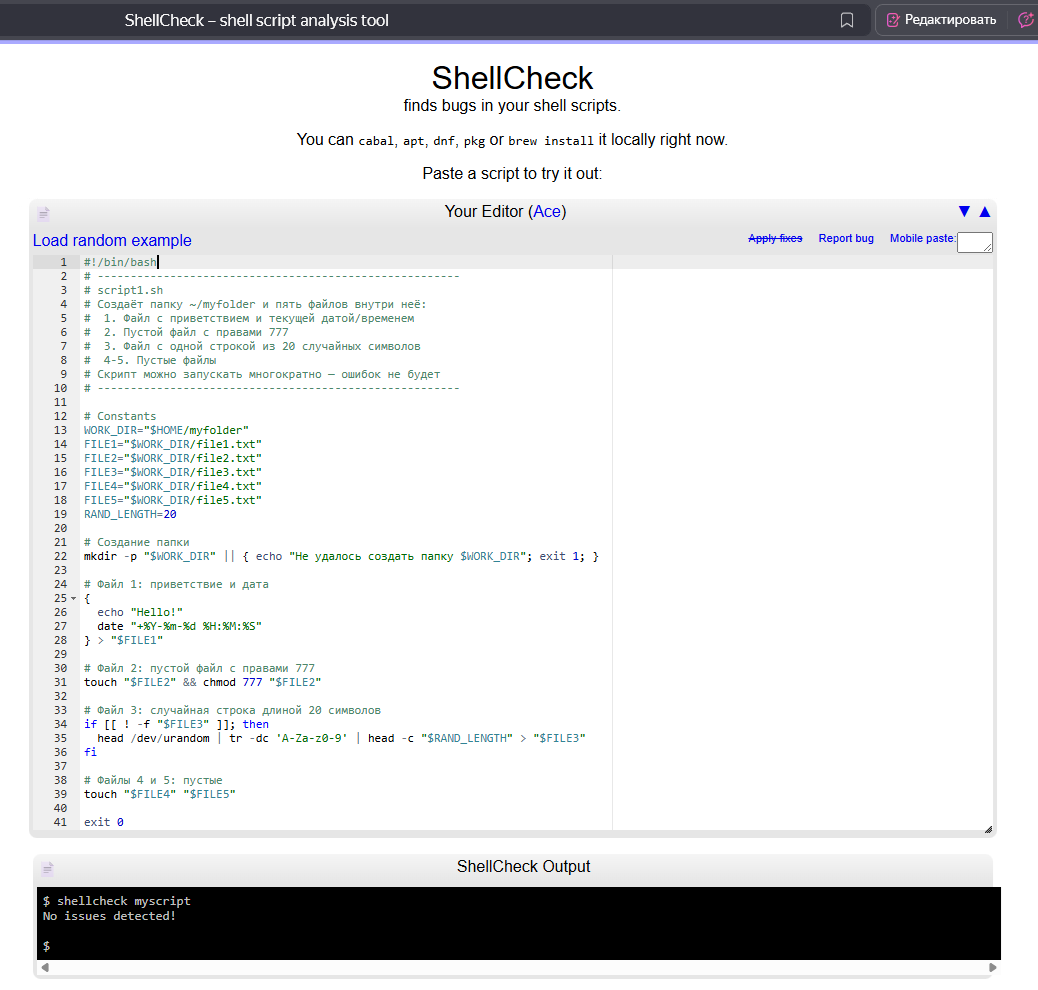 ShellCheck – shell script analysis tool
Редактировать
ShellCheck
finds bugs in your shell scripts.
You can cabal, apt, dnf, pkg or brew install it locally right now.
Paste a script to try it out:
Your Editor (Ace)
▼ ▲
Load random example
Apply fixes Report bug Mobile paste:
1 #!/bin/bash
2 # -------------------------------------------------------
3 # script1.sh
4 # Создаёт папку ~/myfolder и пять файлов внутри неё:
5 #  1. Файл с приветствием и текущей датой/временем
6 #  2. Пустой файл с правами 777
7 #  3. Файл с одной строкой из 20 случайных символов
8 #  4-5. Пустые файлы
9 # Скрипт можно запускать многократно — ошибок не будет
10 # -------------------------------------------------------
11
12 # Constants
13 WORK_DIR="$HOME/myfolder"
14 FILE1="$WORK_DIR/file1.txt"
15 FILE2="$WORK_DIR/file2.txt"
16 FILE3="$WORK_DIR/file3.txt"
17 FILE4="$WORK_DIR/file4.txt"
18 FILE5="$WORK_DIR/file5.txt"
19 RAND_LENGTH=20
20
21 # Создание папки
22 mkdir -p "$WORK_DIR" || { echo "Не удалось создать папку $WORK_DIR"; exit 1; }
23
24 # Файл 1: приветствие и дата
25 {
26   echo "Hello!"
27   date "+%Y-%m-%d %H:%M:%S"
28 } > "$FILE1"
29
30 # Файл 2: пустой файл с правами 777
31 touch "$FILE2" && chmod 777 "$FILE2"
32
33 # Файл 3: случайная строка длиной 20 символов
34 if [[ ! -f "$FILE3" ]]; then
35   head /dev/urandom | tr -dc 'A-Za-z0-9' | head -c "$RAND_LENGTH" > "$FILE3"
36 fi
37
38 # Файлы 4 и 5: пустые
39 touch "$FILE4" "$FILE5"
40
41 exit 0
ShellCheck Output
$ shellcheck myscript
No issues detected!
$